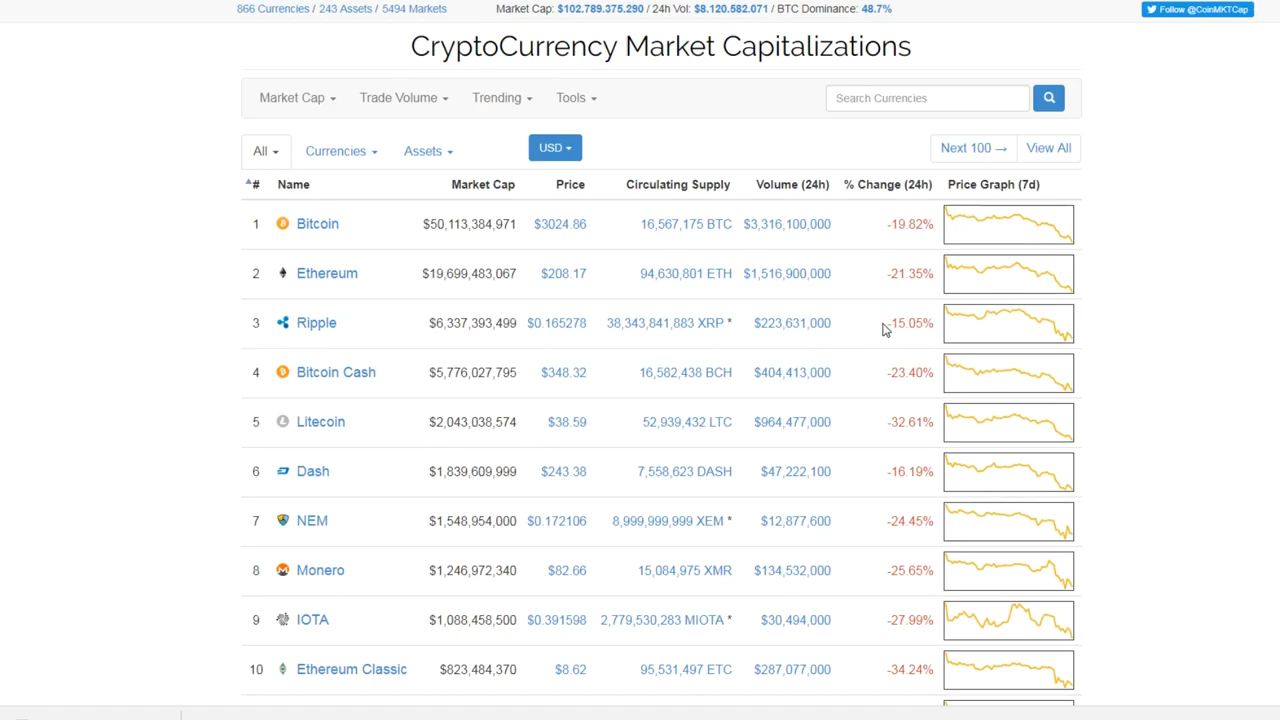 866 Currencies / 243 Assets / 5494 Markets Market Cap: $102.789.375.290 / 24h Vol: $8.120.582.071 / BTC Dominance: 48.7% Follow @CoinMKTCap
CryptoCurrency Market Capitalizations
Market Cap Trade Volume Trending Tools Search Currencies
All Currencies Assets USD Next 100 → View All
# Name Market Cap Price Circulating Supply Volume (24h) % Change (24h) Price Graph (7d)
1 Bitcoin $50,113,384,971 $3024.86 16,567,175 BTC $3,316,100,000 -19.82%
2 Ethereum $19,699,483,067 $208.17 94,630,801 ETH $1,516,900,000 -21.35%
3 Ripple $6,337,393,499 $0.165278 38,343,841,883 XRP * $223,631,000 -15.05%
4 Bitcoin Cash $5,776,027,795 $348.32 16,582,438 BCH $404,413,000 -23.40%
5 Litecoin $2,043,038,574 $38.59 52,939,432 LTC $964,477,000 -32.61%
6 Dash $1,839,609,999 $243.38 7,558,623 DASH $47,222,100 -16.19%
7 NEM $1,548,954,000 $0.172106 8,999,999,999 XEM * $12,877,600 -24.45%
8 Monero $1,246,972,340 $82.66 15,084,975 XMR $134,532,000 -25.65%
9 IOTA $1,088,458,500 $0.391598 2,779,530,283 MIOTA * $30,494,000 -27.99%
10 Ethereum Classic $823,484,370 $8.62 95,531,497 ETC $287,077,000 -34.24%